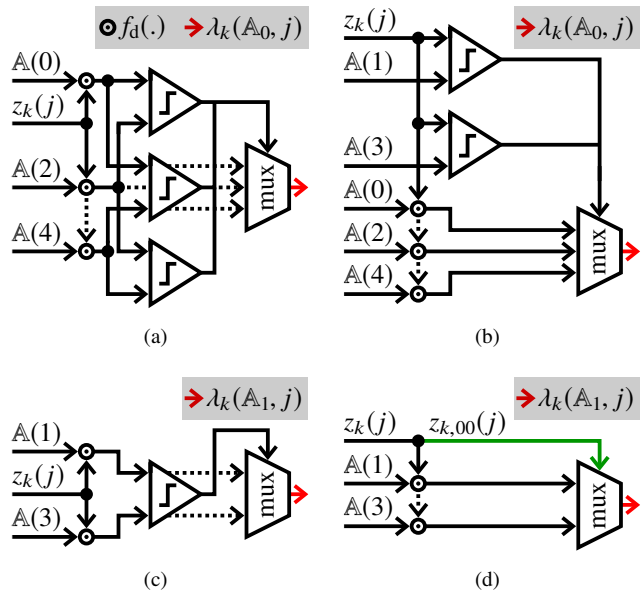 f_d(.) λ_k(𝔸_0, j)
𝔸(0)
z_k(j)
𝔸(2)
𝔸(4)
mux
(a)
λ_k(𝔸_0, j)
z_k(j)
𝔸(1)
𝔸(3)
𝔸(0)
𝔸(2)
𝔸(4)
mux
(b)
λ_k(𝔸_1, j)
𝔸(1)
z_k(j)
𝔸(3)
mux
(c)
λ_k(𝔸_1, j)
z_k(j) z_{k,00}(j)
𝔸(1)
𝔸(3)
mux
(d)